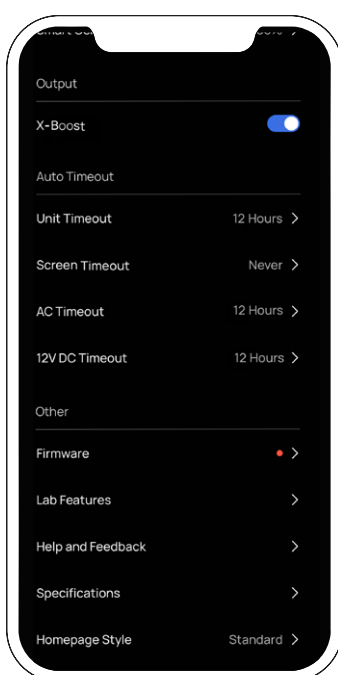 Output
X-Boost
Auto Timeout
Unit Timeout 12 Hours
Screen Timeout Never
AC Timeout 12 Hours
12V DC Timeout 12 Hours
Other
Firmware
Lab Features
Help and Feedback
Specifications
Homepage Style Standard